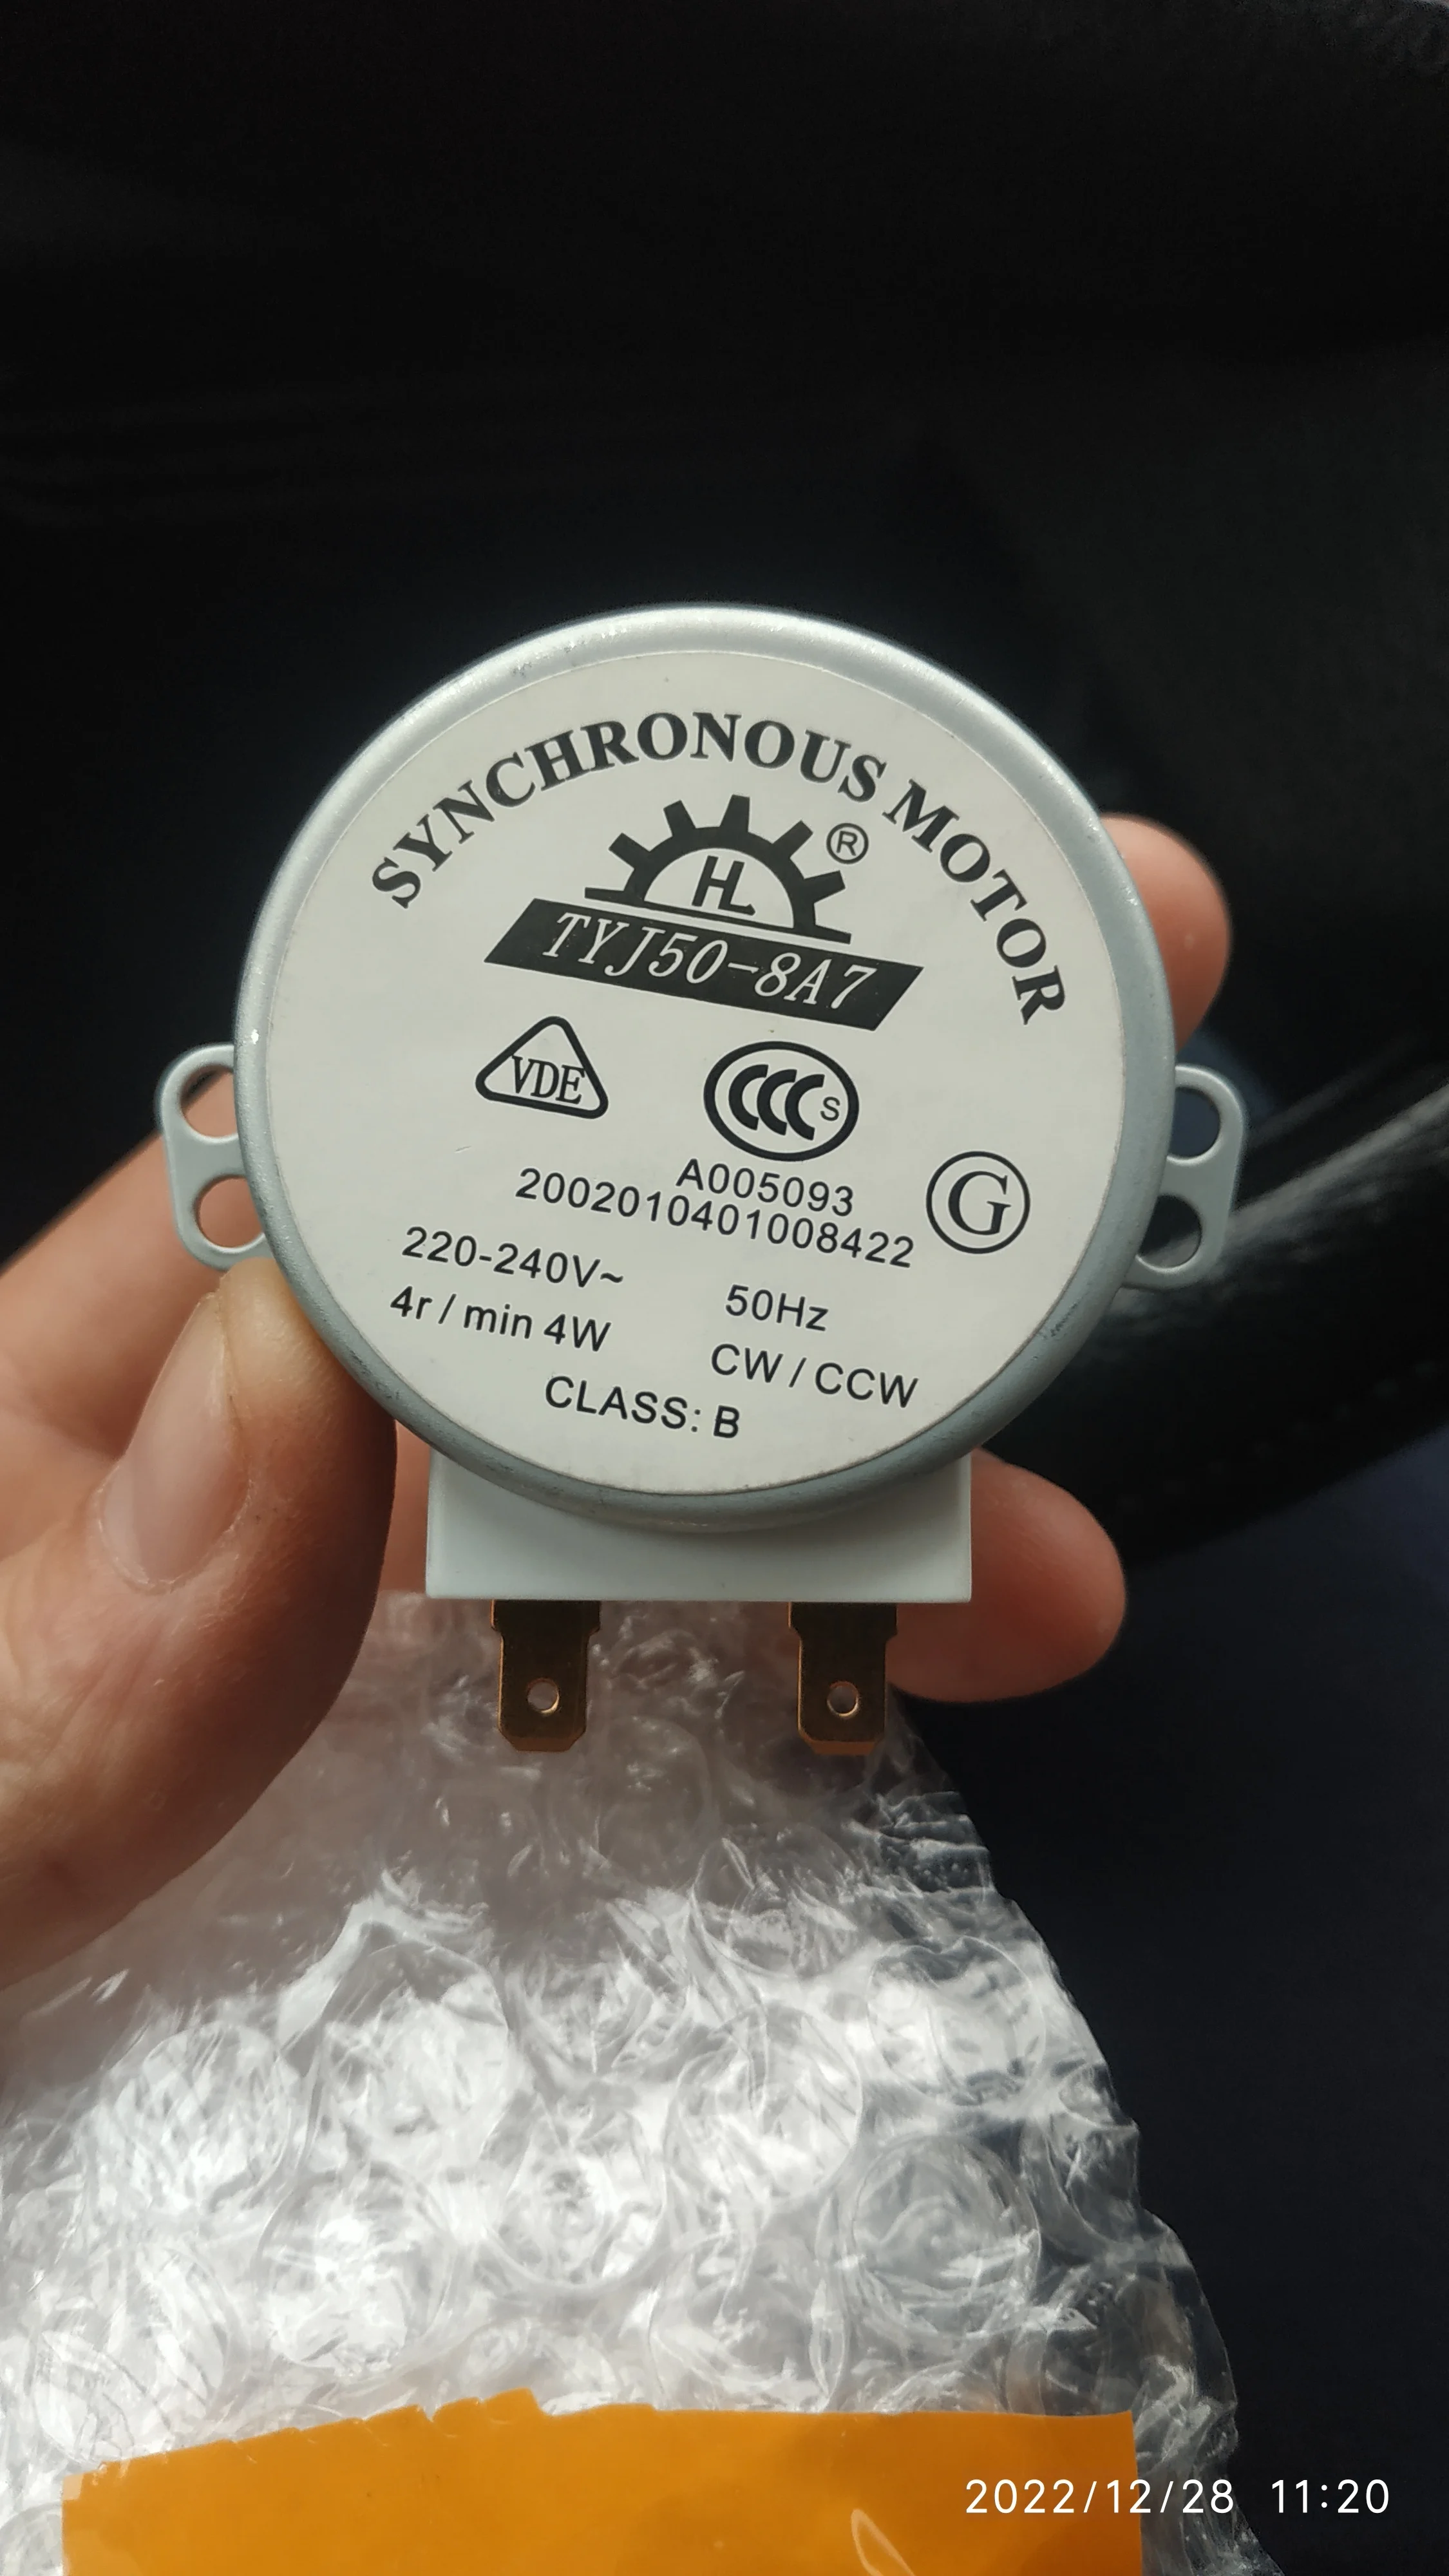 SYNCHRONOUS MOTOR
HL ®
TYJ50-8A7
VDE
CCC S
A005093
2002010401008422
G
220-240V~ 50Hz
4r / min 4W CW / CCW
CLASS: B
2022/12/28 11:20